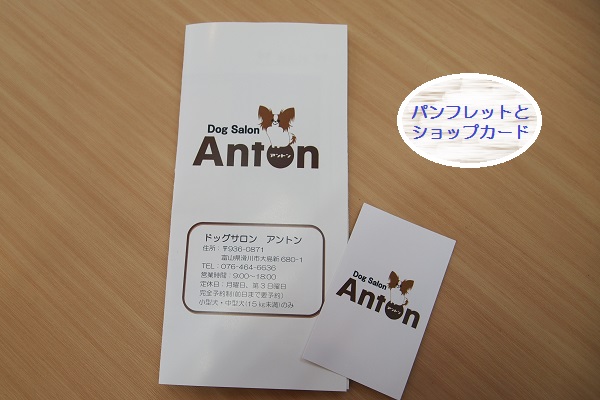 パンフレットと
ショップカード
Dog Salon
Anton
アントン
ドッグサロン　アントン
住所：〒936-0871
富山県滑川市大島新 680-1
TEL：076-464-6636
営業時間：9:00～18:00
定休日：月曜日、第3日曜日
完全予約制(前日まで要予約)
小型犬・中型犬(15㎏未満)のみ
Dog Salon
Anton
アントン